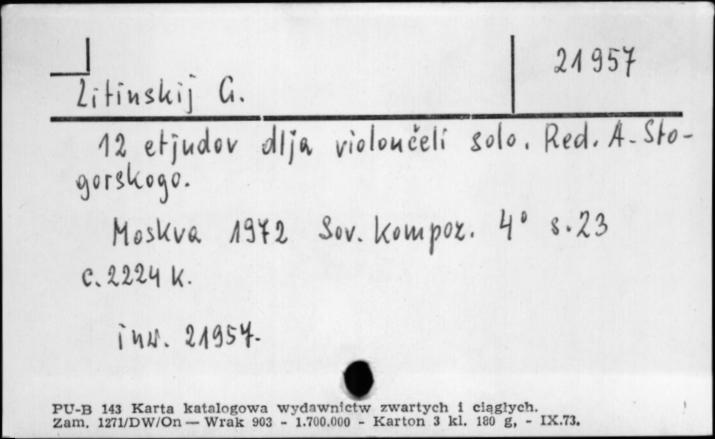 21957
Litinskij G.
12 etjudov dlja violončeli solo. Red. A. Sto-
gorskogo.
Moskva 1972 Sov. Kompoz. 4° s. 23
c. 2224 k.
inw. 21957.
PU-B 143 Karta katalogowa wydawnictw zwartych i ciągłych.
Zam. 1271/DW/On — Wrak 903 - 1.700.000 - Karton 3 kl. 180 g, - IX.73.